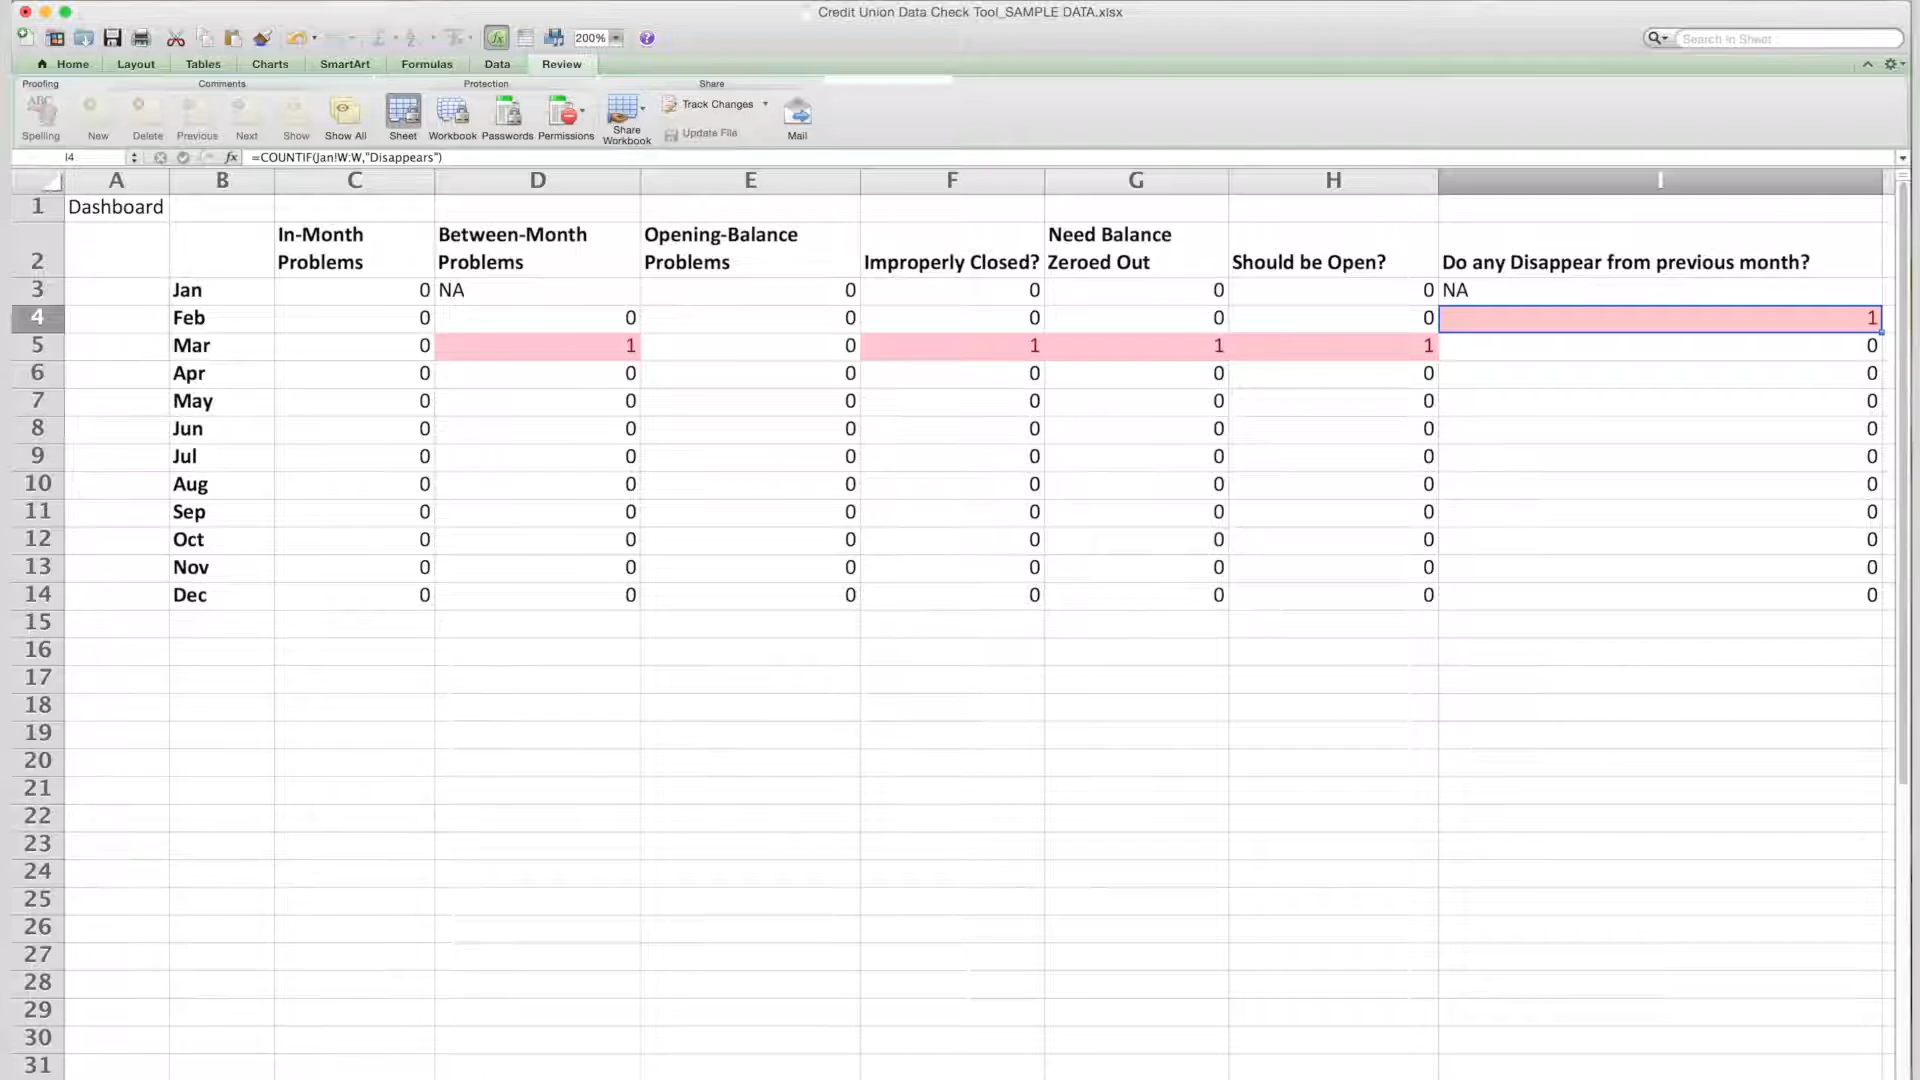 Credit Union Data Check Tool_SAMPLE DATA.xlsx
200%
Search in Sheet
Home Layout Tables Charts SmartArt Formulas Data Review
Proofing Comments Protection Share
ABC
Spelling New Delete Previous Next Show Show All Sheet Workbook Passwords Permissions Share Workbook Track Changes Update File Mail
I4 fx =COUNTIF(Jan!W:W,"Disappears")
A B C D E F G H I
1 Dashboard
In-Month Between-Month Opening-Balance Need Balance
2 Problems Problems Problems Improperly Closed? Zeroed Out Should be Open? Do any Disappear from previous month?
3 Jan 0 NA 0 0 0 0 NA
4 Feb 0 0 0 0 0 0 1
5 Mar 0 1 0 1 1 1 0
6 Apr 0 0 0 0 0 0 0
7 May 0 0 0 0 0 0 0
8 Jun 0 0 0 0 0 0 0
9 Jul 0 0 0 0 0 0 0
10 Aug 0 0 0 0 0 0 0
11 Sep 0 0 0 0 0 0 0
12 Oct 0 0 0 0 0 0 0
13 Nov 0 0 0 0 0 0 0
14 Dec 0 0 0 0 0 0 0
15
16
17
18
19
20
21
22
23
24
25
26
27
28
29
30
31